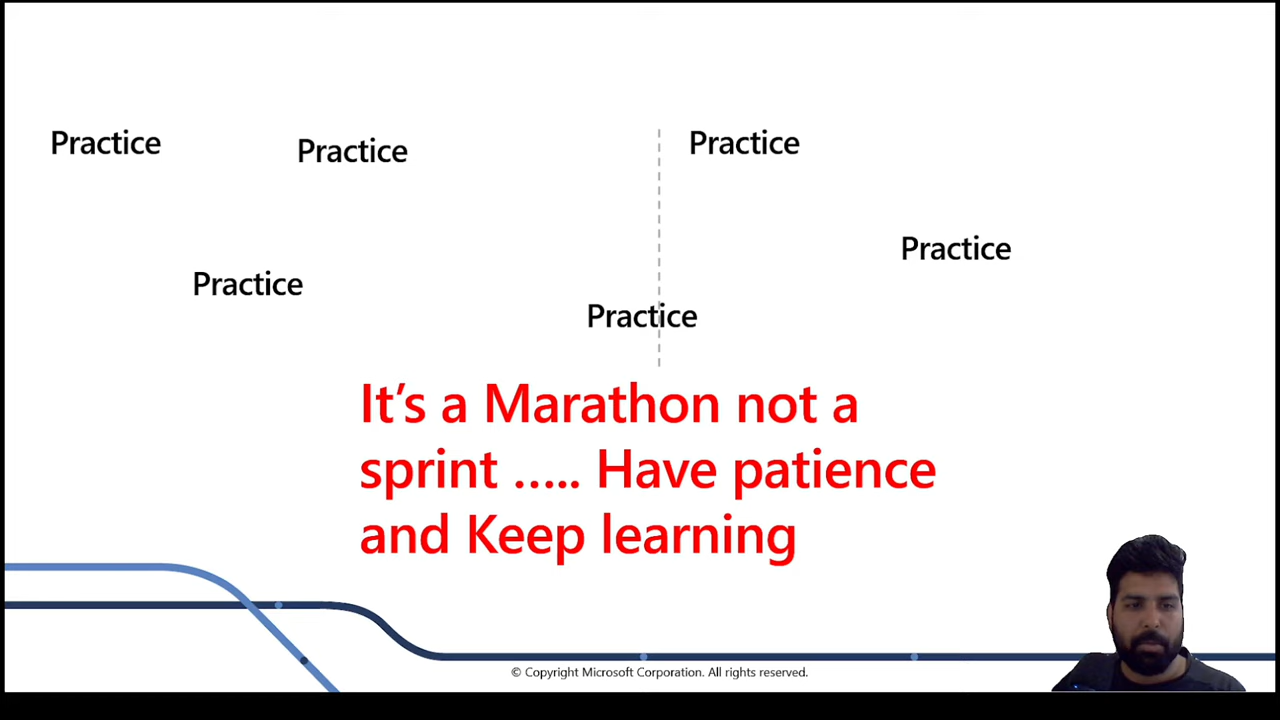 Practice
Practice
Practice
Practice
Practice
Practice
It’s a Marathon not a
sprint ….. Have patience
and Keep learning
© Copyright Microsoft Corporation. All rights reserved.